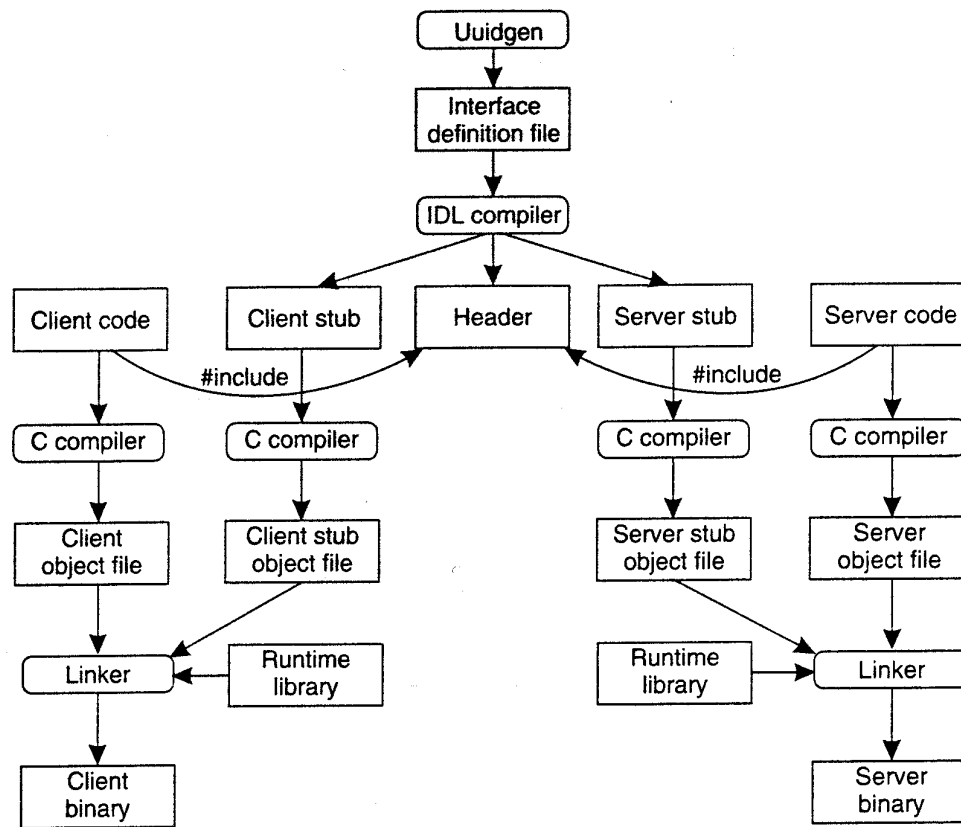 Uuidgen
Interface
definition file
IDL compiler
Client code
Client stub
Header
Server stub
Server code
#include
#include
C compiler
C compiler
C compiler
C compiler
Client
object file
Client stub
object file
Server stub
object file
Server
object file
Linker
Runtime
library
Runtime
library
Linker
Client
binary
Server
binary